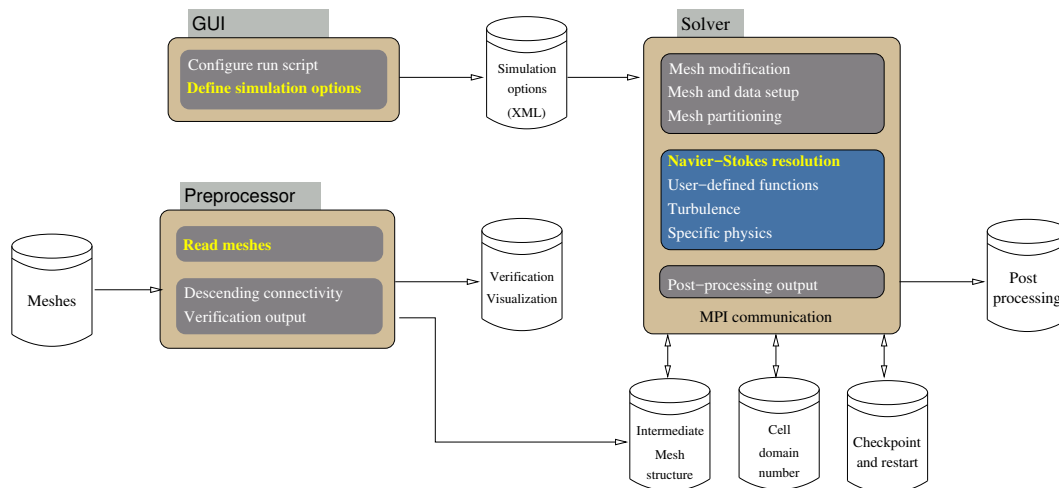 GUI
Configure run script
Define simulation options
Simulation
options
(XML)
Solver
Mesh modification
Mesh and data setup
Mesh partitioning
Navier−Stokes resolution
User−defined functions
Turbulence
Specific physics
Post−processing output
MPI communication
Preprocessor
Read meshes
Descending connectivity
Verification output
Meshes
Verification
Visualization
Post
processing
Intermediate
Mesh
structure
Cell
domain
number
Checkpoint
and restart